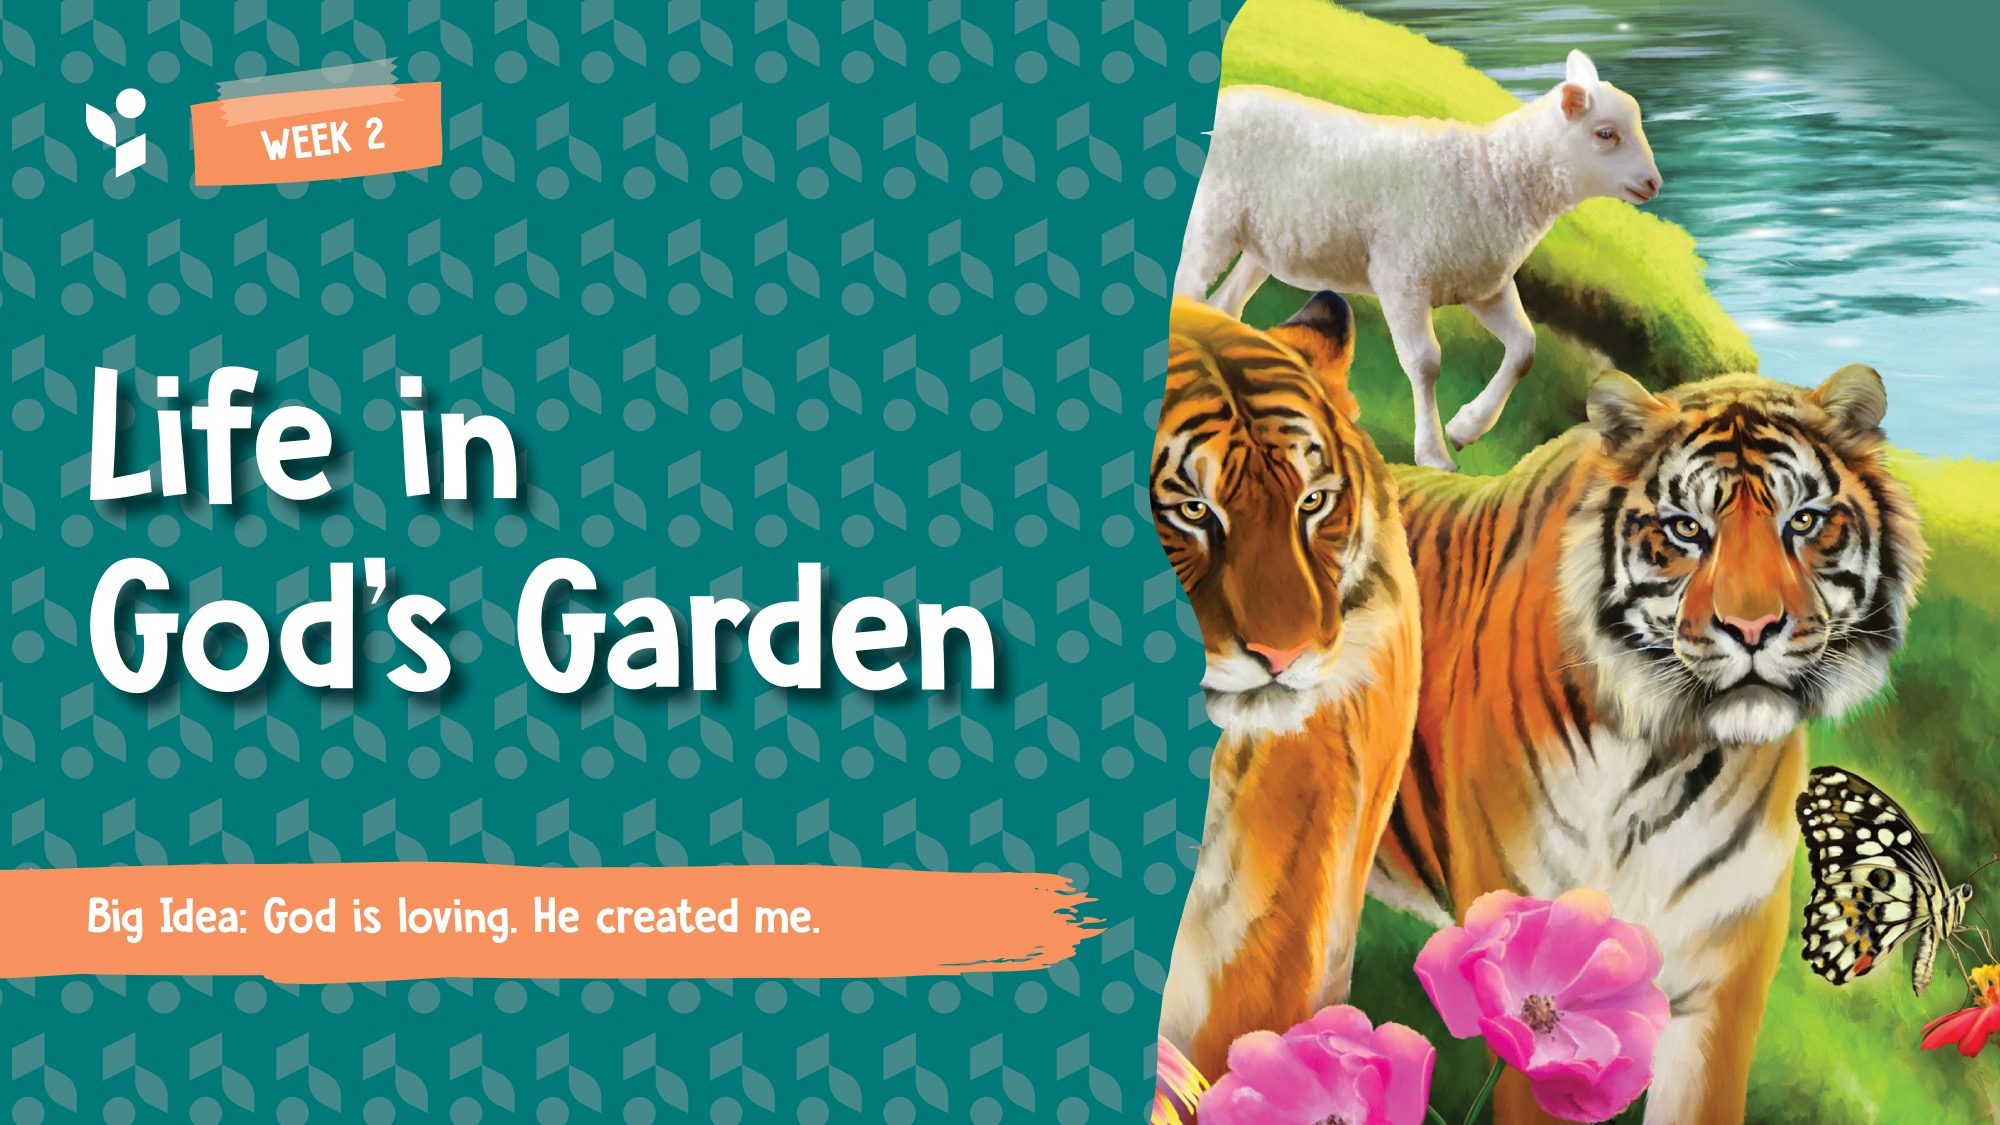 WEEK 2
Life in
God's Garden
Big Idea: God is loving. He created me.